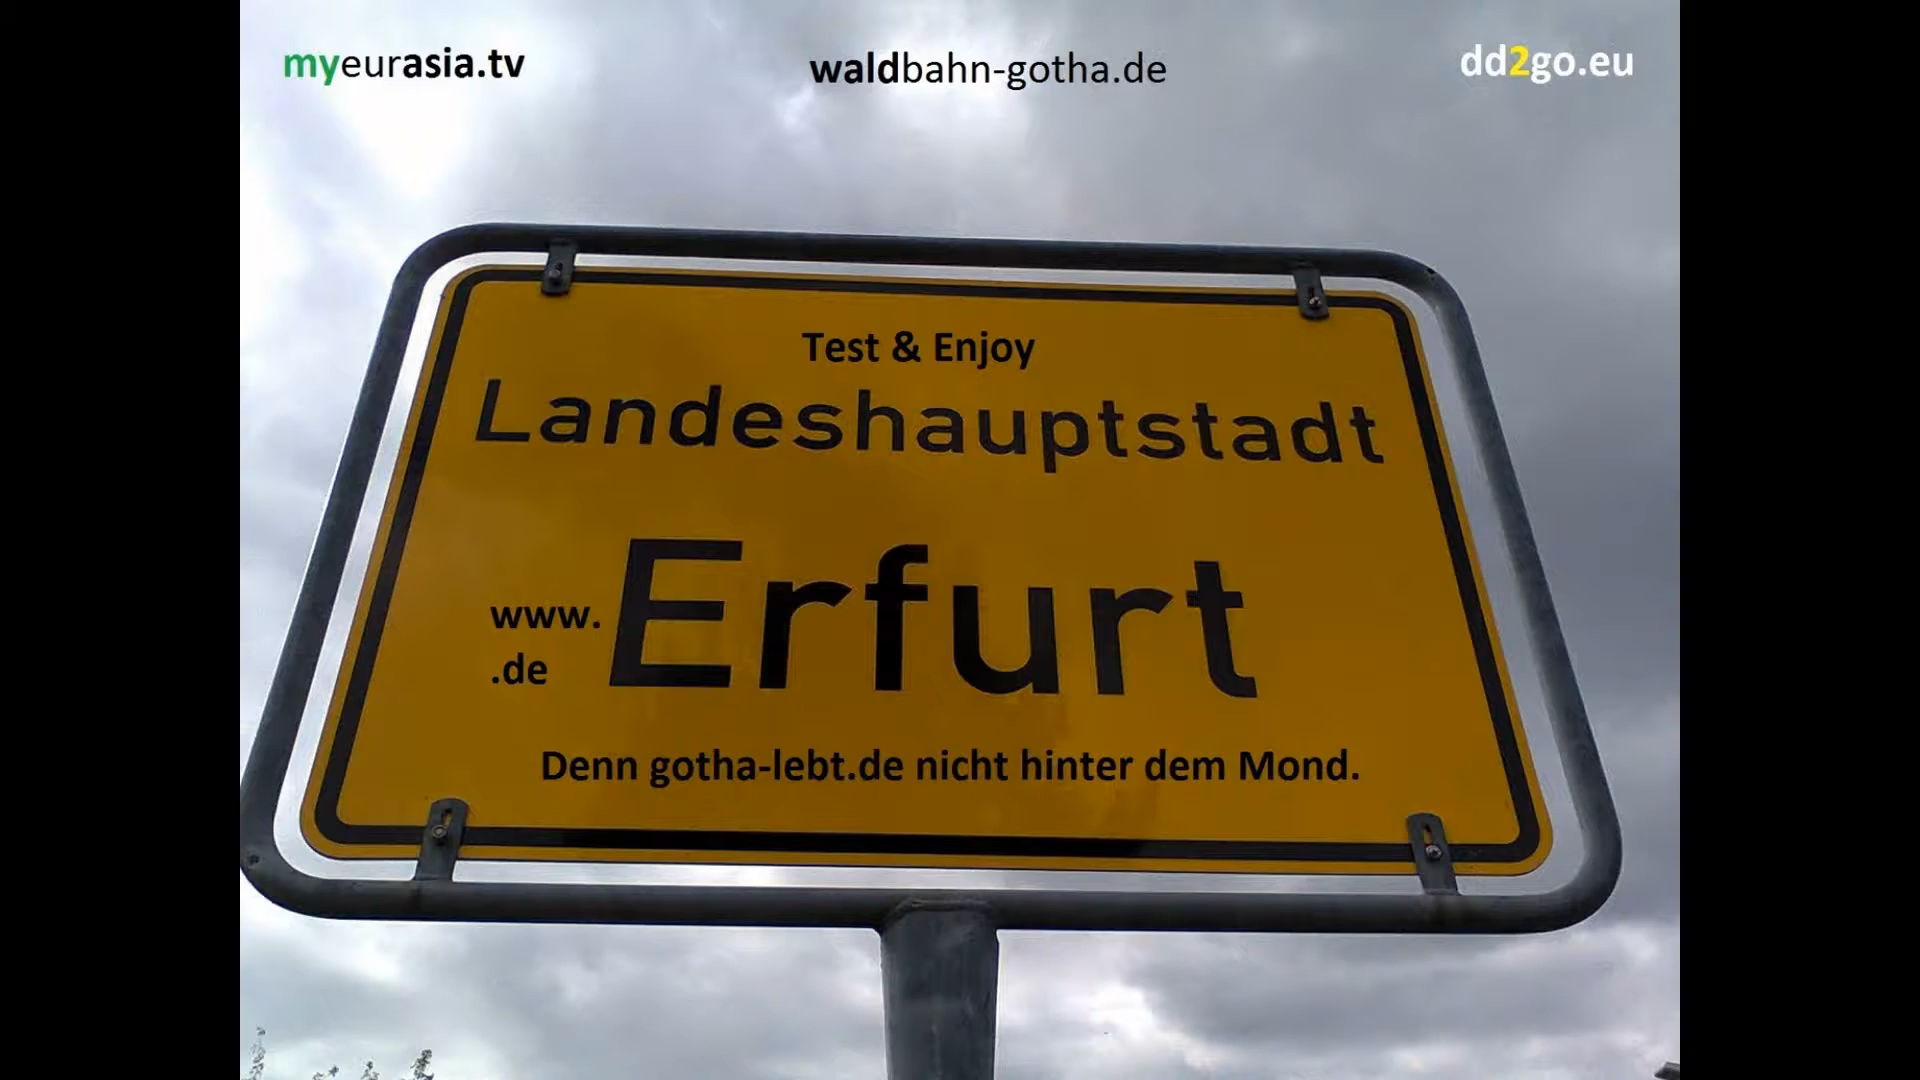 myeurasia.tv
waldbahn-gotha.de
dd2go.eu
Test & Enjoy
Landeshauptstadt
www.
Erfurt
.de
Denn gotha-lebt.de nicht hinter dem Mond.